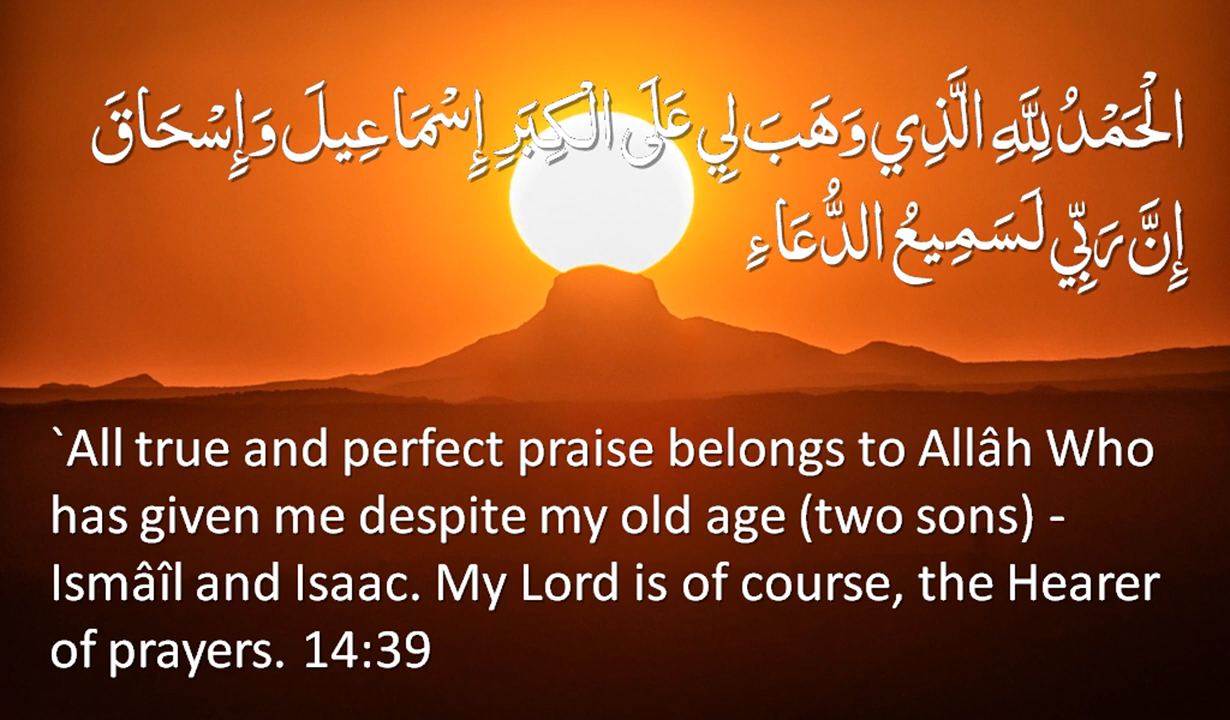 الْحَمْدُ لِلَّهِ الَّذِي وَهَبَ لِي عَلَى الْكِبَرِ إِسْمَاعِيلَ وَإِسْحَاقَ
إِنَّ رَبِّي لَسَمِيعُ الدُّعَاءِ
`All true and perfect praise belongs to Allâh Who
has given me despite my old age (two sons) -
Ismâîl and Isaac. My Lord is of course, the Hearer
of prayers. 14:39